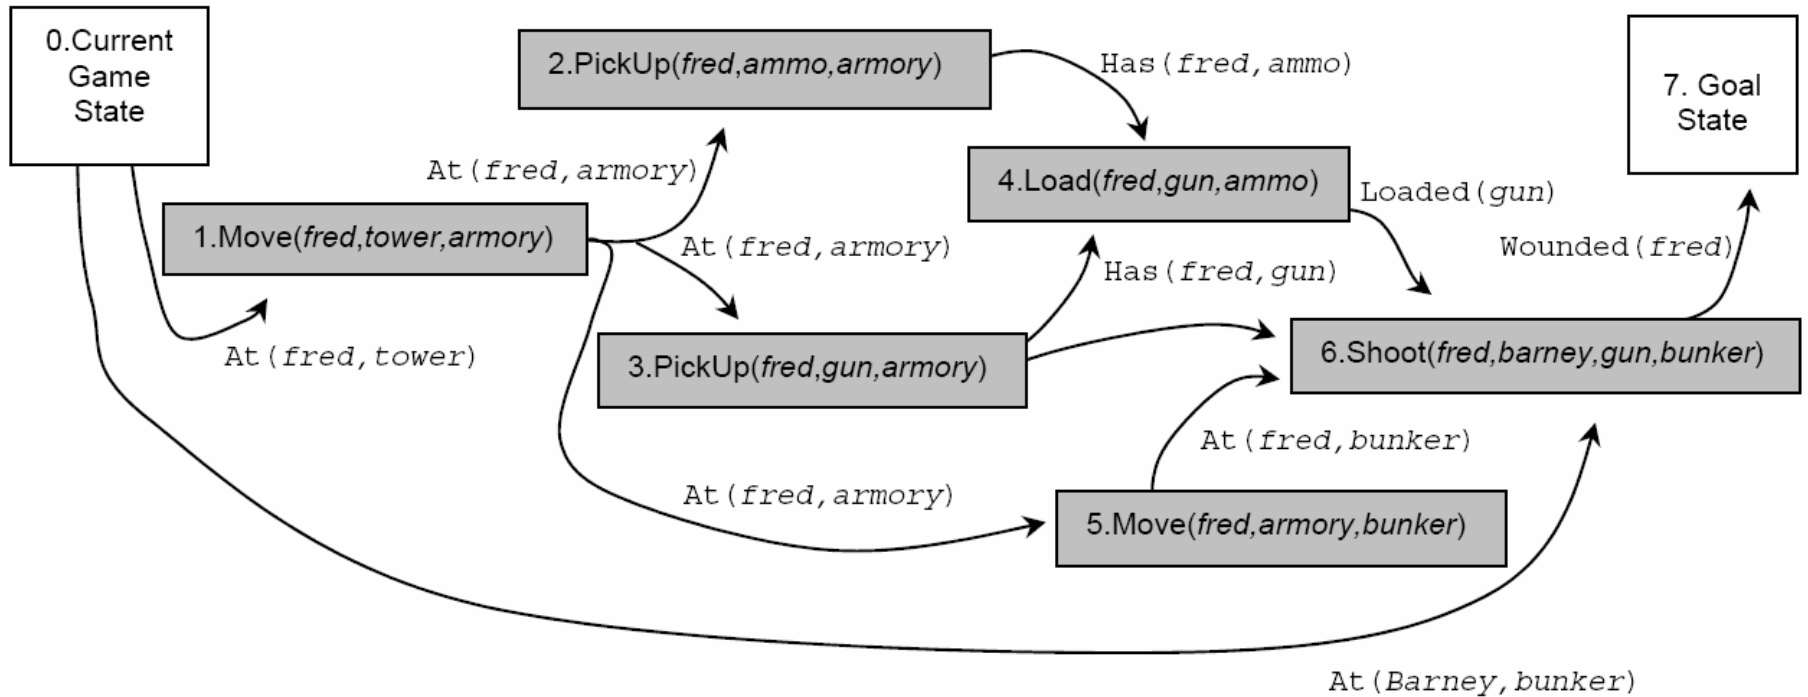 0.Current
Game
State
2.PickUp(fred,ammo,armory)
Has(fred,ammo)
7. Goal
State
At(fred,armory)
4.Load(fred,gun,ammo)
Loaded(gun)
1.Move(fred,tower,armory)
At(fred,armory)
Has(fred,gun)
Wounded(fred)
At(fred,tower)
3.PickUp(fred,gun,armory)
6.Shoot(fred,barney,gun,bunker)
At(fred,bunker)
At(fred,armory)
5.Move(fred,armory,bunker)
At(Barney,bunker)